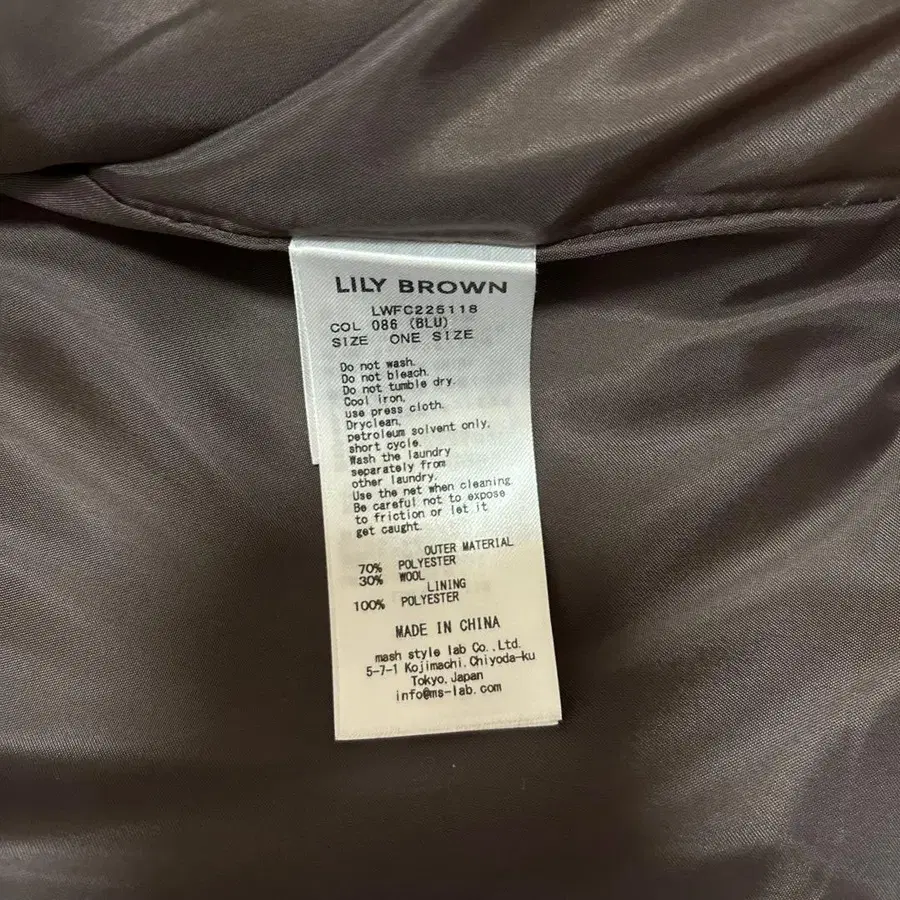 LILY BROWN
LWFC225118
COL 086 (BLU)
SIZE ONE SIZE
Do not wash.
Do not bleach.
Do not tumble dry.
Cool iron,
use press cloth.
Dryclean,
petroleum solvent only,
short cycle.
Wash the laundry
separately from
other laundry.
Use the net when cleaning.
Be careful not to expose
to friction or let it
get caught.
OUTER MATERIAL
70% POLYESTER
30% WOOL
LINING
100% POLYESTER
MADE IN CHINA
mash style lab Co.,Ltd.
5-7-1 Kojimachi,Chiyoda-ku
Tokyo,Japan
info@ms-lab.com